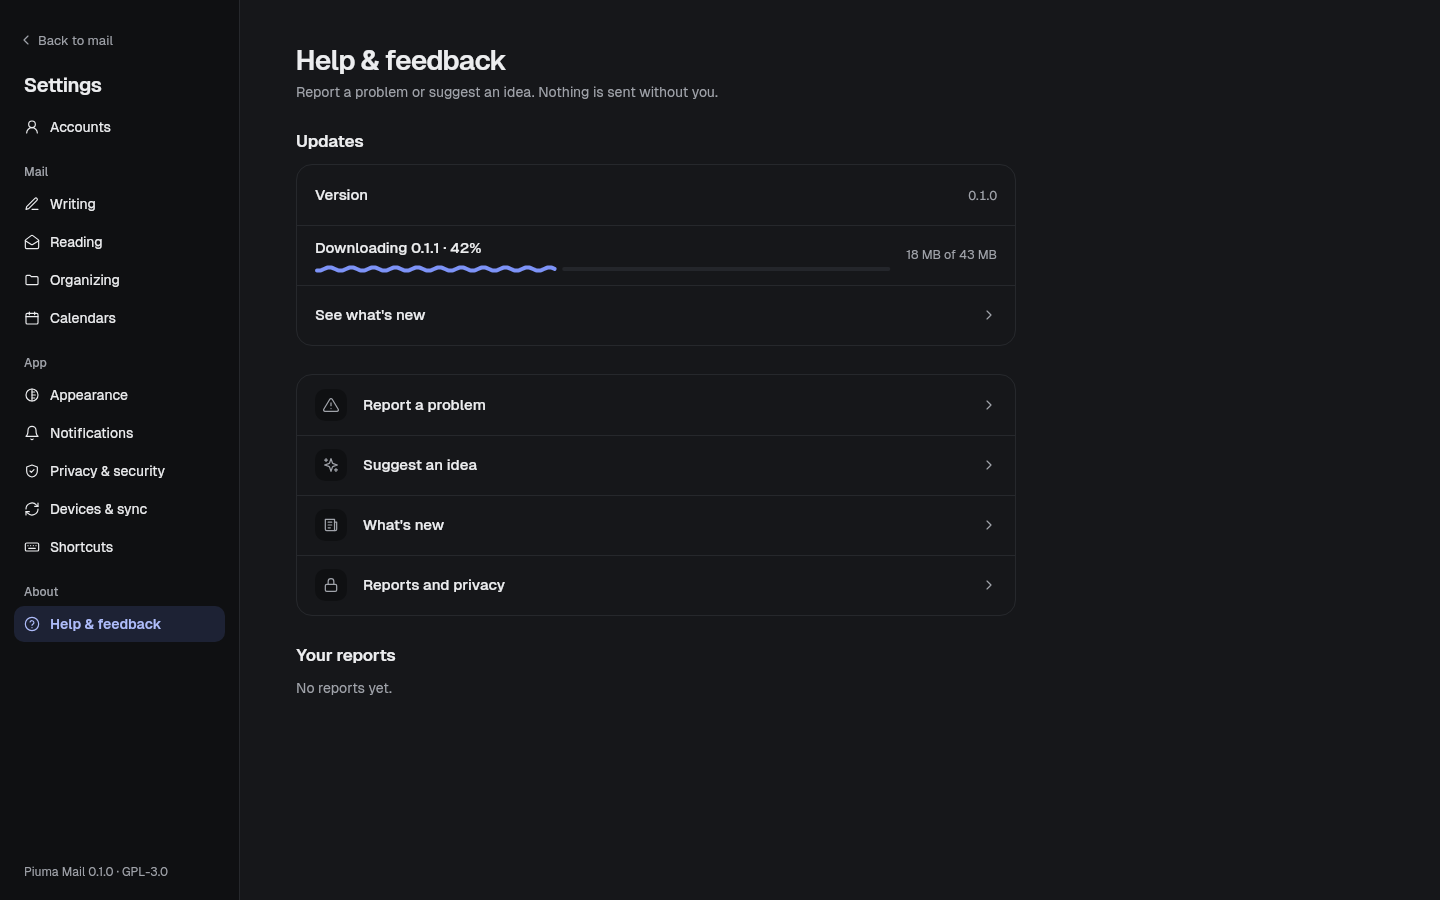 Back to mail
Settings
Accounts
Mail
Writing
Reading
Organizing
Calendars
App
Appearance
Notifications
Privacy & security
Devices & sync
Shortcuts
About
Help & feedback
Piuma Mail 0.1.0 · GPL-3.0
Help & feedback
Report a problem or suggest an idea. Nothing is sent without you.
Updates
Version 0.1.0
Downloading 0.1.1 · 42%
18 MB of 43 MB
See what's new
Report a problem
Suggest an idea
What's new
Reports and privacy
Your reports
No reports yet.